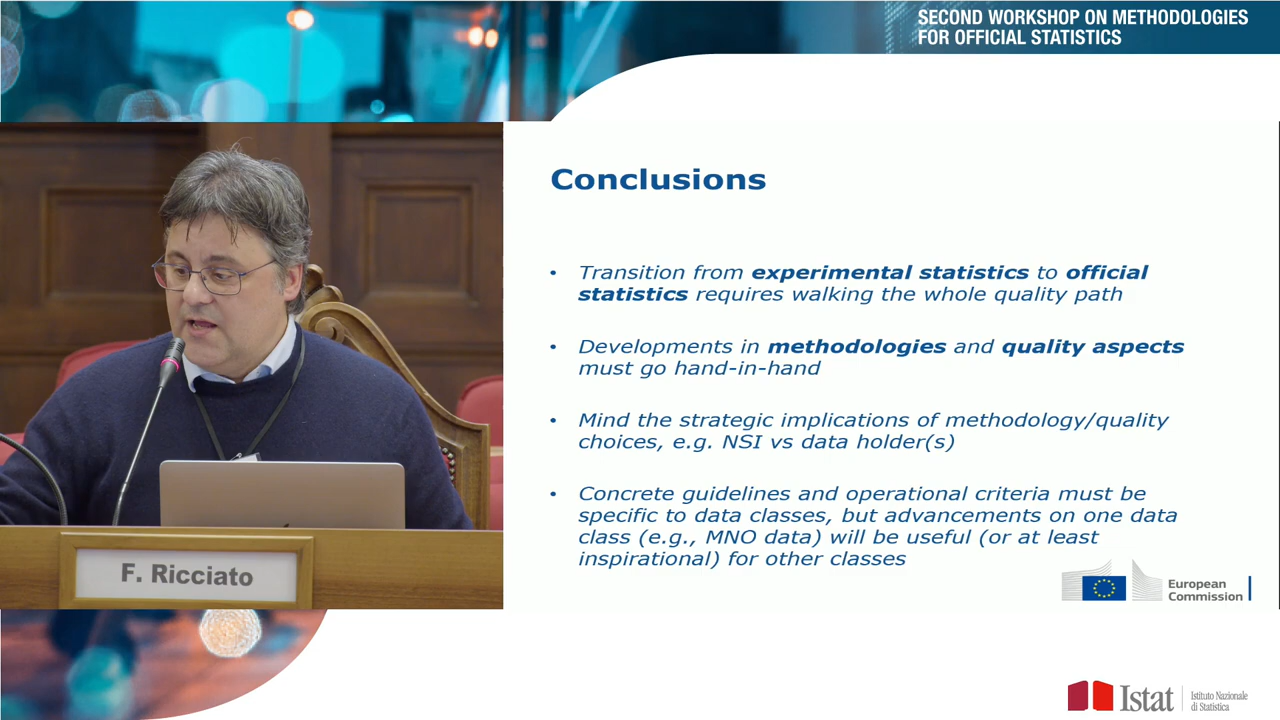 SECOND WORKSHOP ON METHODOLOGIES
FOR OFFICIAL STATISTICS
Conclusions
• Transition from experimental statistics to official
statistics requires walking the whole quality path
• Developments in methodologies and quality aspects
must go hand-in-hand
• Mind the strategic implications of methodology/quality
choices, e.g. NSI vs data holder(s)
• Concrete guidelines and operational criteria must be
specific to data classes, but advancements on one data
class (e.g., MNO data) will be useful (or at least
inspirational) for other classes
European
Commission
F. Ricciato
Istat
Istituto Nazionale
di Statistica